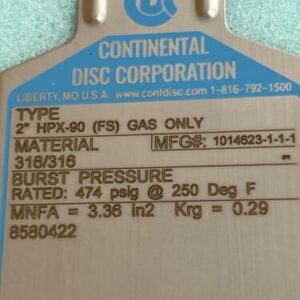 CONTINENTAL
DISC CORPORATION
LIBERTY, MO U.S.A. www.contdisc.com 1-816-792-1500
TYPE
2" HPX-90 (FS) GAS ONLY
MATERIAL MFG#: 1014623-1-1-1
316/316
BURST PRESSURE
RATED: 474 psig @ 250 Deg F
MNFA = 3.36 in2 Krg = 0.29
8580422